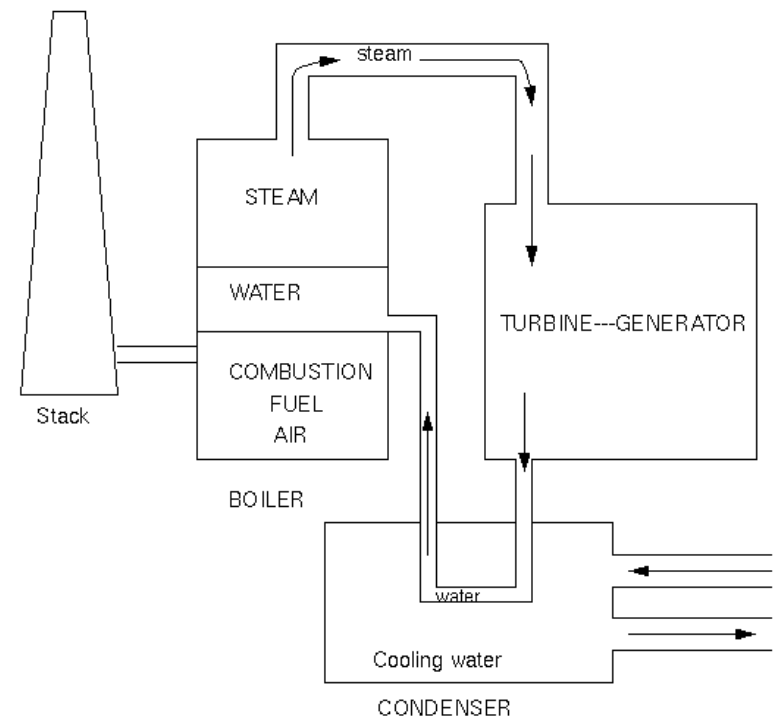 steam
STEAM
WATER
TURBINE---GENERATOR
COMBUSTION
FUEL
AIR
Stack
BOILER
water
Cooling water
CONDENSER